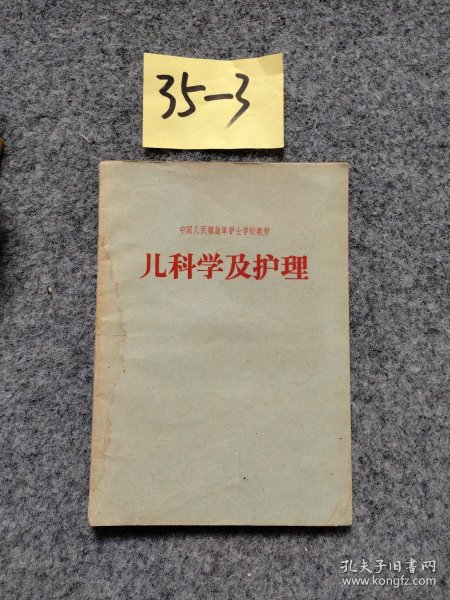 35-3
中国人民解放军护士学校教材
儿科学及护理
孔夫子旧书网
www.kongfz.com